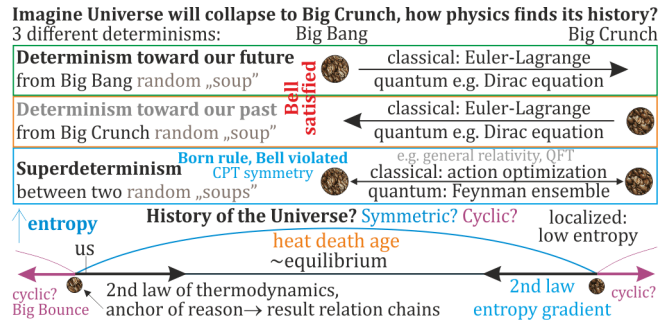 Imagine Universe will collapse to Big Crunch, how physics finds its history?
3 different determinisms:
Big Bang
Big Crunch
Determinism toward our future
from Big Bang random „soup”
classical: Euler-Lagrange
quantum e.g. Dirac equation
Bell
satisfied
Determinism toward our past
from Big Crunch random „soup”
classical: Euler-Lagrange
quantum e.g. Dirac equation
Superdeterminism
between two random „soups”
Born rule, Bell violated
CPT symmetry
e.g. general relativity, QFT
classical: action optimization
quantum: Feynman ensemble
entropy
History of the Universe? Symmetric? Cyclic?
localized:
low entropy
us
heat death age
~equilibrium
cyclic?
Big Bounce
2nd law of thermodynamics,
anchor of reason→ result relation chains
2nd law
entropy gradient
cyclic?